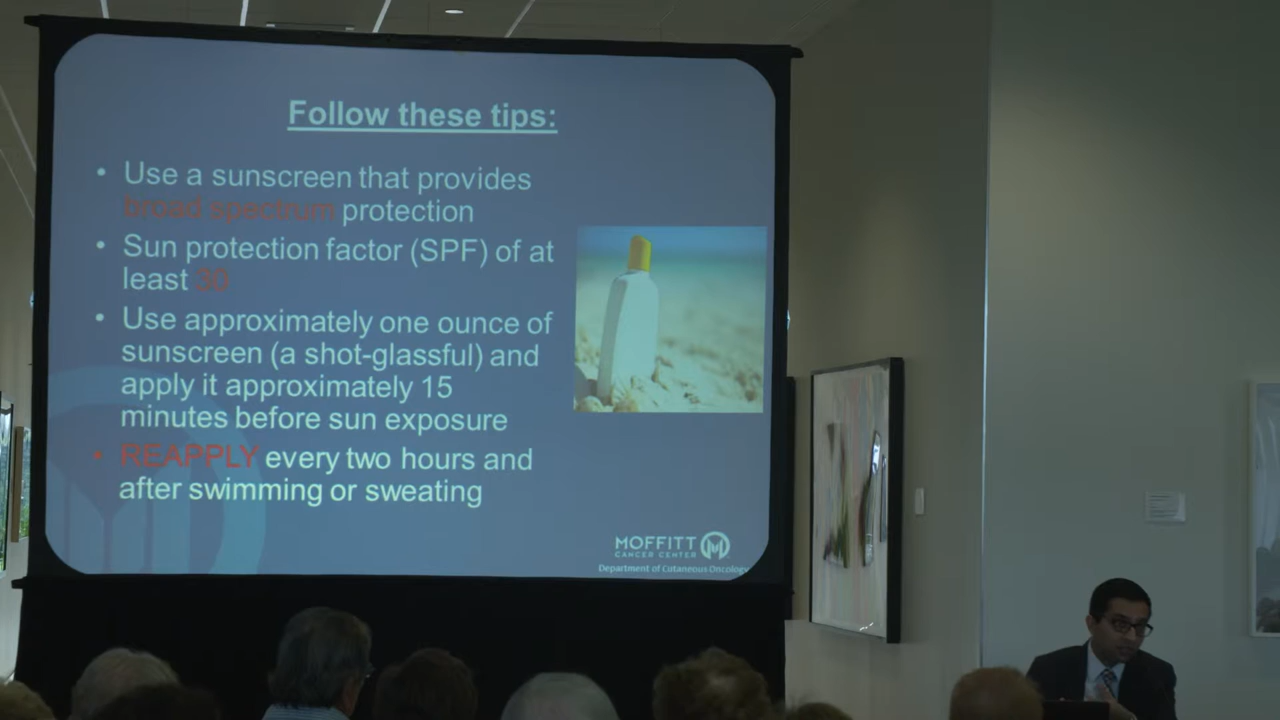 Follow these tips:
• Use a sunscreen that provides
broad spectrum protection
• Sun protection factor (SPF) of at
least 30
• Use approximately one ounce of
sunscreen (a shot-glassful) and
apply it approximately 15
minutes before sun exposure
• REAPPLY every two hours and
after swimming or sweating
MOFFITT
CANCER CENTER
Department of Cutaneous Oncology